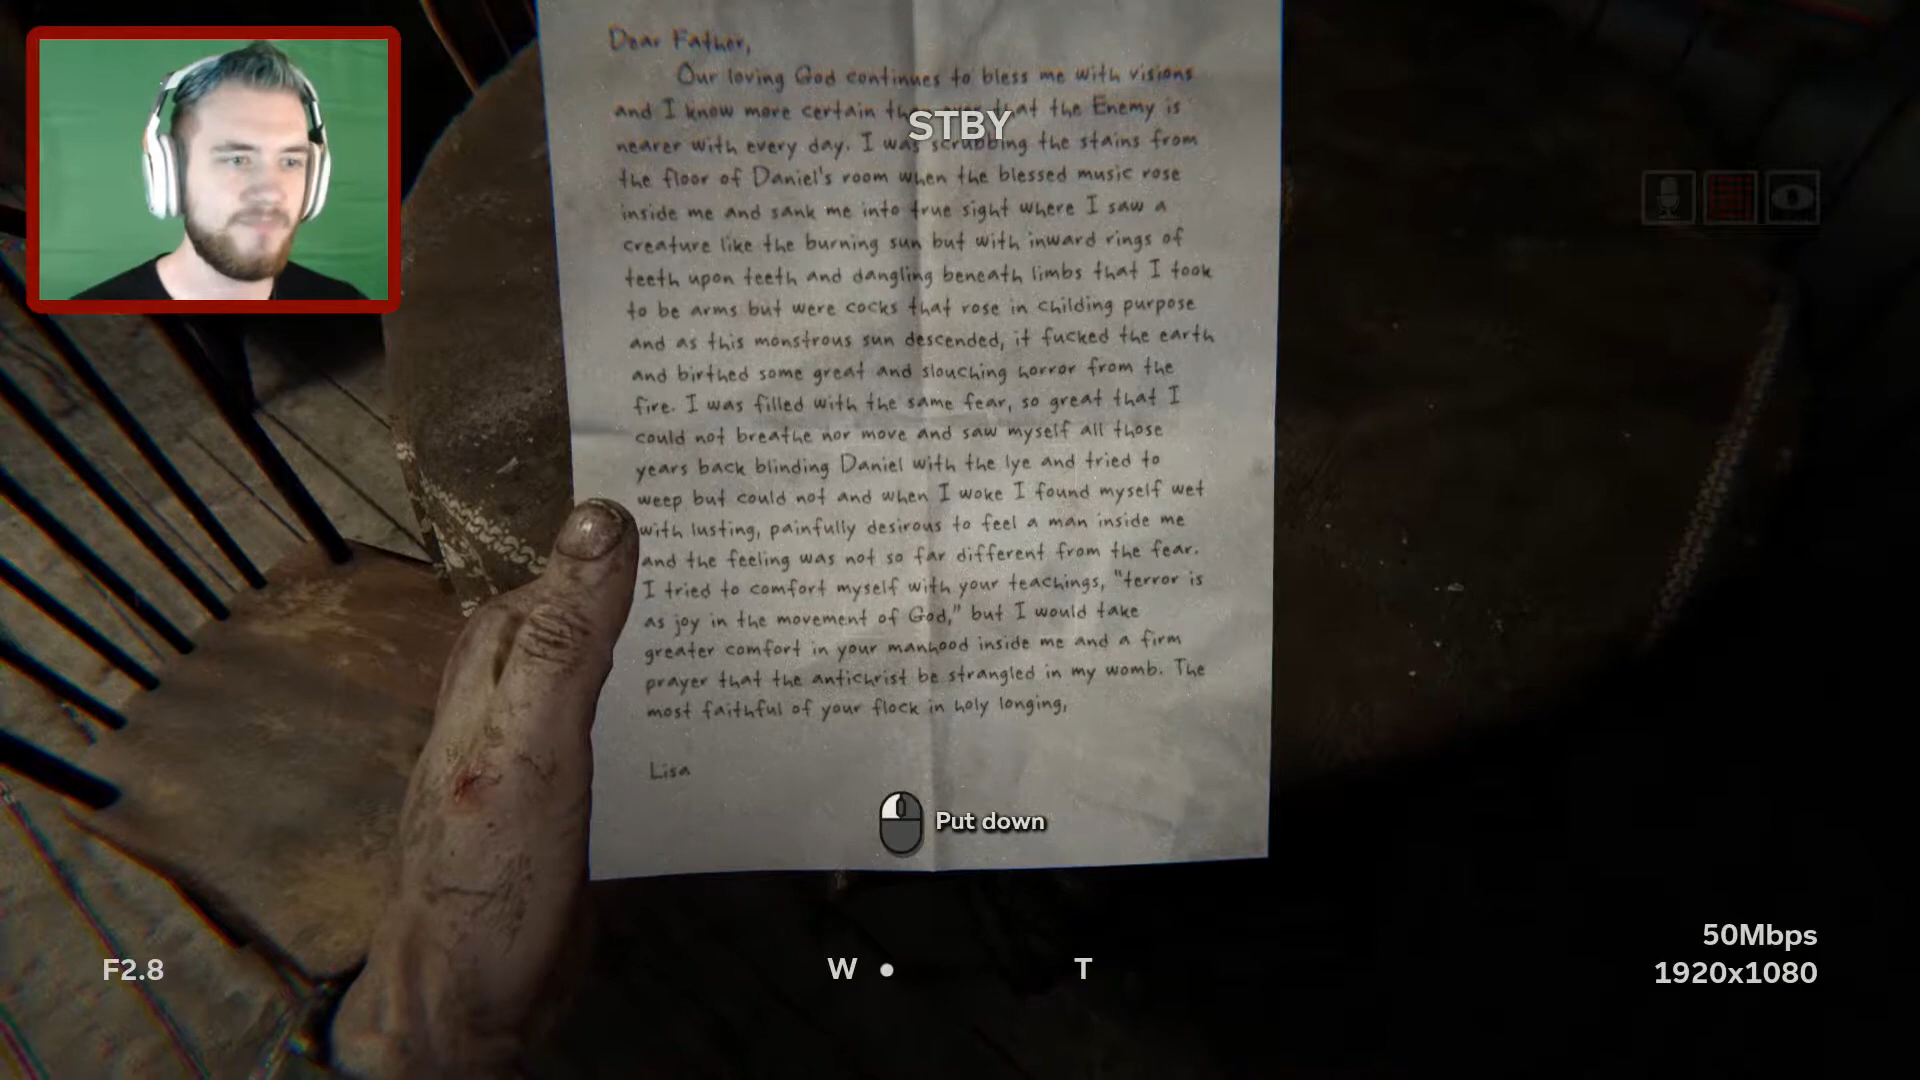 Dear Father,
Our loving God continues to bless me with visions
and I know more certain that the Enemy is
STBY
nearer with every day. I was scrubbing the stains from
the floor of Daniel's room when the blessed music rose
inside me and sank me into true sight where I saw a
creature like the burning sun but with inward rings of
teeth upon teeth and dangling beneath limbs that I took
to be arms but were cocks that rose in childing purpose
and as this monstrous sun descended, it fucked the earth
and birthed some great and slouching horror from the
fire. I was filled with the same fear, so great that I
could not breathe nor move and saw myself all those
years back blinding Daniel with the lye and tried to
weep but could not and when I woke I found myself wet
with lusting, painfully desirous to feel a man inside me
and the feeling was not so far different from the fear.
I tried to comfort myself with your teachings, "terror is
as joy in the movement of God," but I would take
greater comfort in your manhood inside me and a firm
prayer that the antichrist be strangled in my womb. The
most faithful of your flock in holy longing,
Lisa
Put down
50Mbps
F2.8
W
T
1920x1080